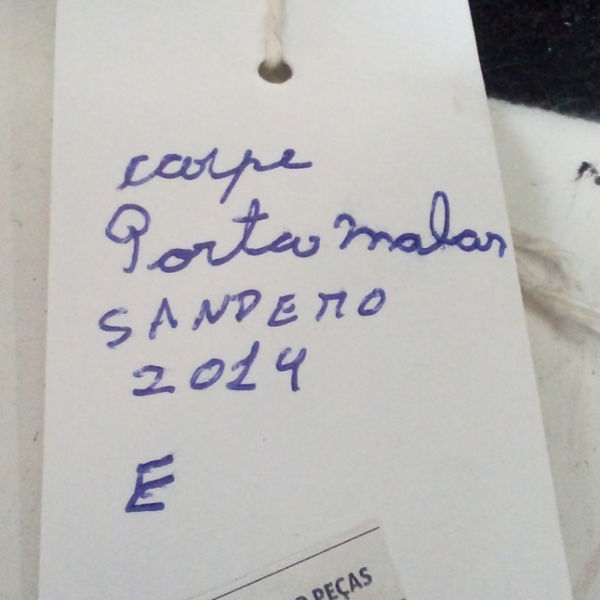 carpe
Porta malas
SANDERO
2014
E
PEÇAS